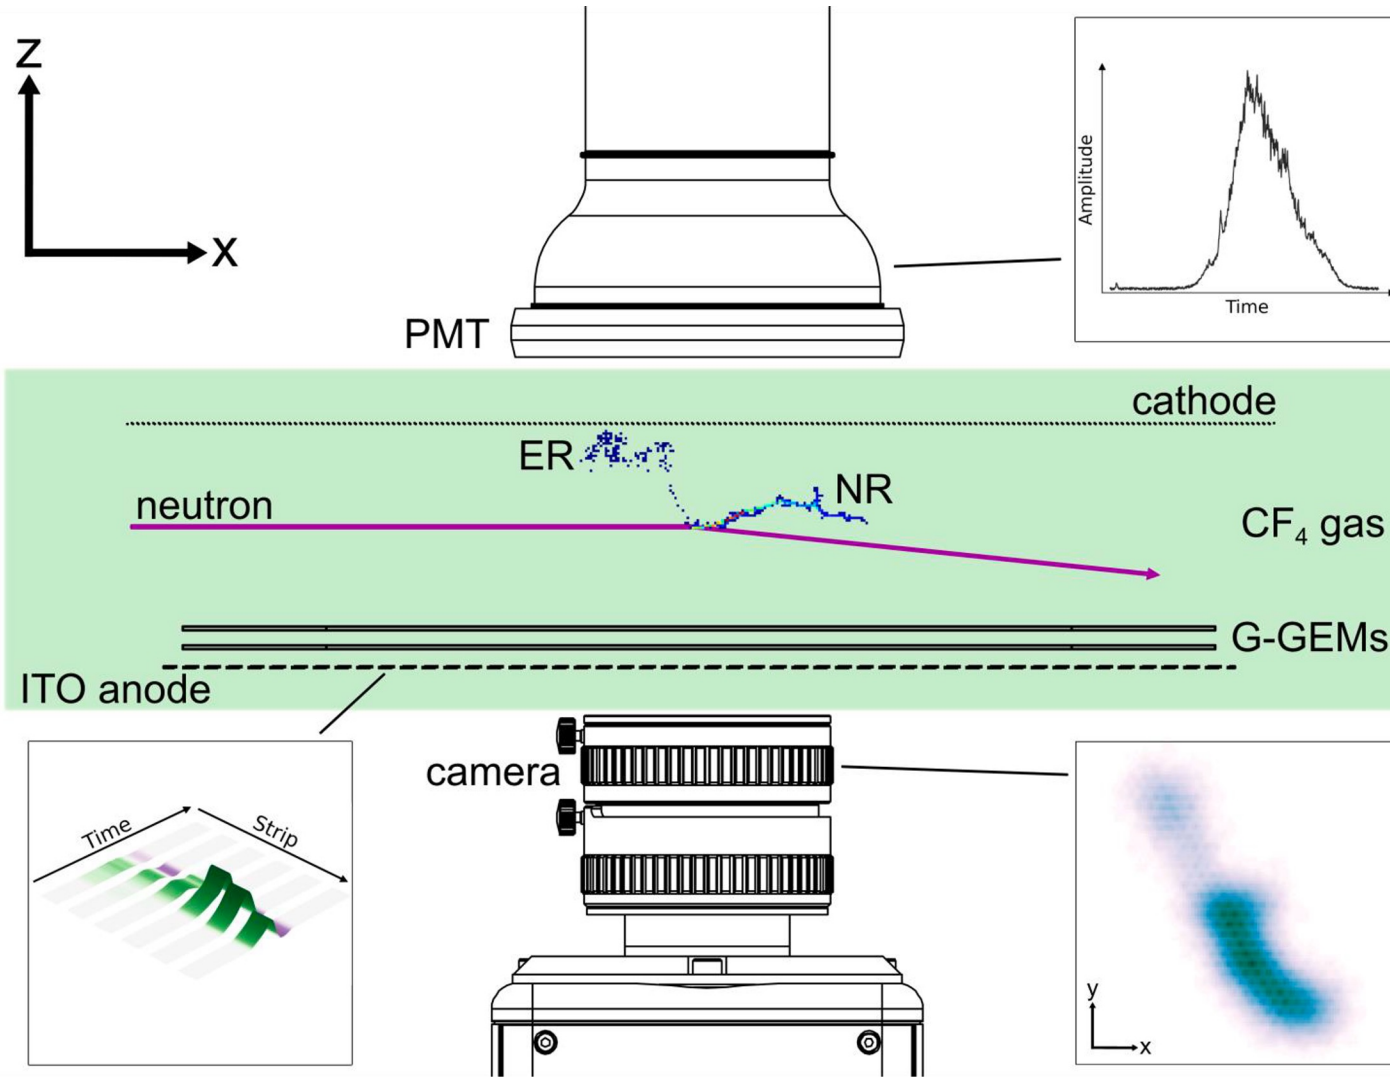 Z
X
Amplitude
Time
PMT
cathode
ER
NR
neutron
CF₄ gas
G-GEMs
ITO anode
camera
Time
Strip
y
x